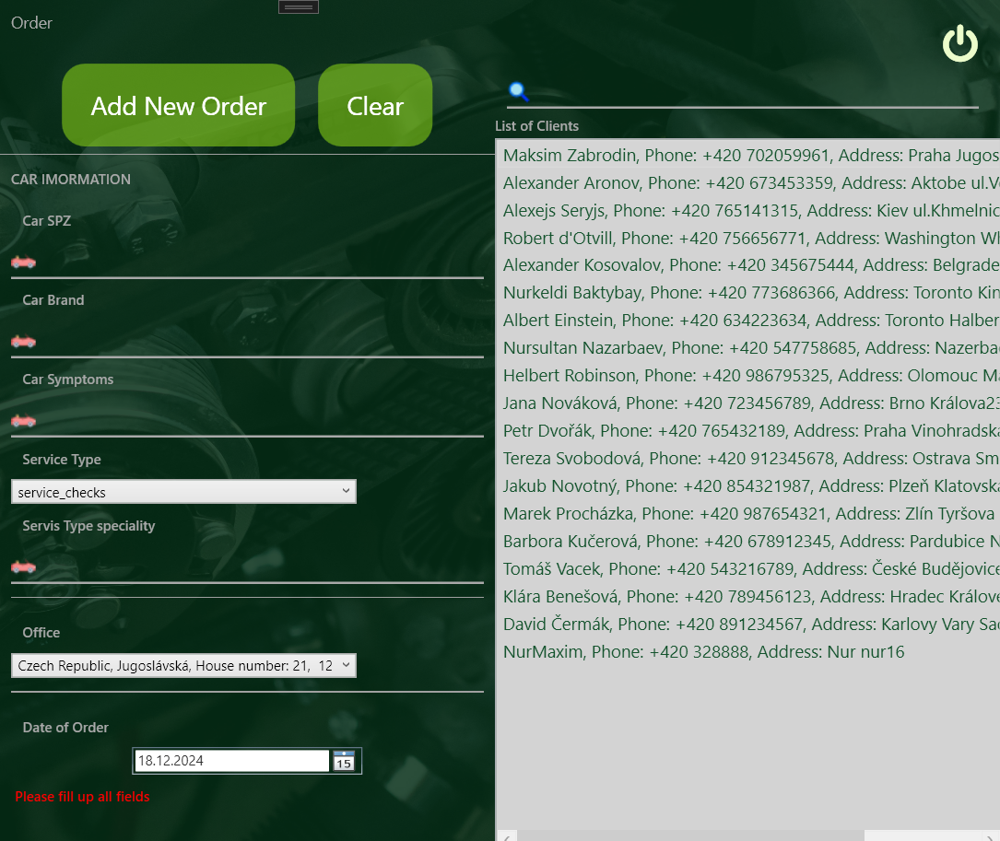 Order
Add New Order
Clear
CAR IMORMATION
Car SPZ
Car Brand
Car Symptoms
Service Type
service_checks
Servis Type speciality
Office
Czech Republic, Jugoslávská, House number: 21, 12
Date of Order
18.12.2024
15
Please fill up all fields
List of Clients
Maksim Zabrodin, Phone: +420 702059961, Address: Praha Jugos
Alexander Aronov, Phone: +420 673453359, Address: Aktobe ul.V
Alexejs Seryjs, Phone: +420 765141315, Address: Kiev ul.Khmelnic
Robert d'Otvill, Phone: +420 756656771, Address: Washington Wh
Alexander Kosovalov, Phone: +420 345675444, Address: Belgrade
Nurkeldi Baktybay, Phone: +420 773686366, Address: Toronto Kin
Albert Einstein, Phone: +420 634223634, Address: Toronto Halber
Nursultan Nazarbaev, Phone: +420 547758685, Address: Nazerba
Helbert Robinson, Phone: +420 986795325, Address: Olomouc Ma
Jana Nováková, Phone: +420 723456789, Address: Brno Králova23
Petr Dvořák, Phone: +420 765432189, Address: Praha Vinohradska
Tereza Svobodová, Phone: +420 912345678, Address: Ostrava Sm
Jakub Novotný, Phone: +420 854321987, Address: Plzeň Klatovska
Marek Procházka, Phone: +420 987654321, Address: Zlín Tyršova
Barbora Kučerová, Phone: +420 678912345, Address: Pardubice N
Tomáš Vacek, Phone: +420 543216789, Address: České Budějovice
Klára Benešová, Phone: +420 789456123, Address: Hradec Králove
David Čermák, Phone: +420 891234567, Address: Karlovy Vary Sad
NurMaxim, Phone: +420 328888, Address: Nur nur16